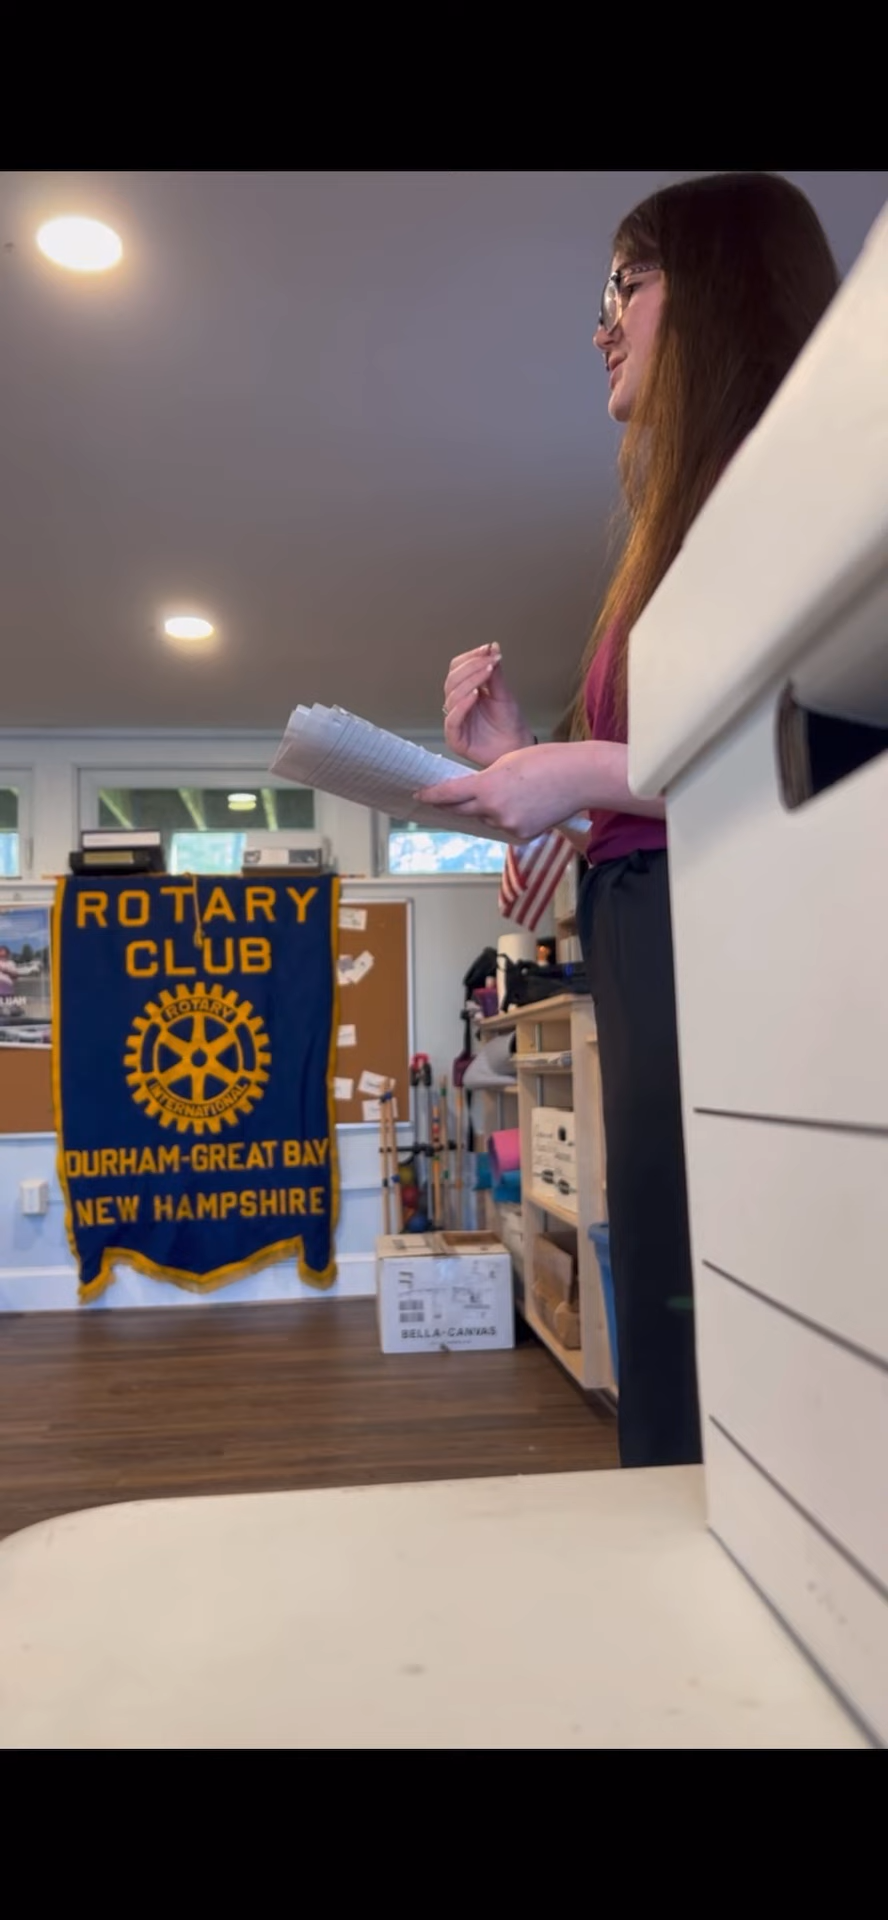 ROTARY
CLUB
ROTARY
INTERNATIONAL
DURHAM-GREAT BAY
NEW HAMPSHIRE
BELLA+CANVAS